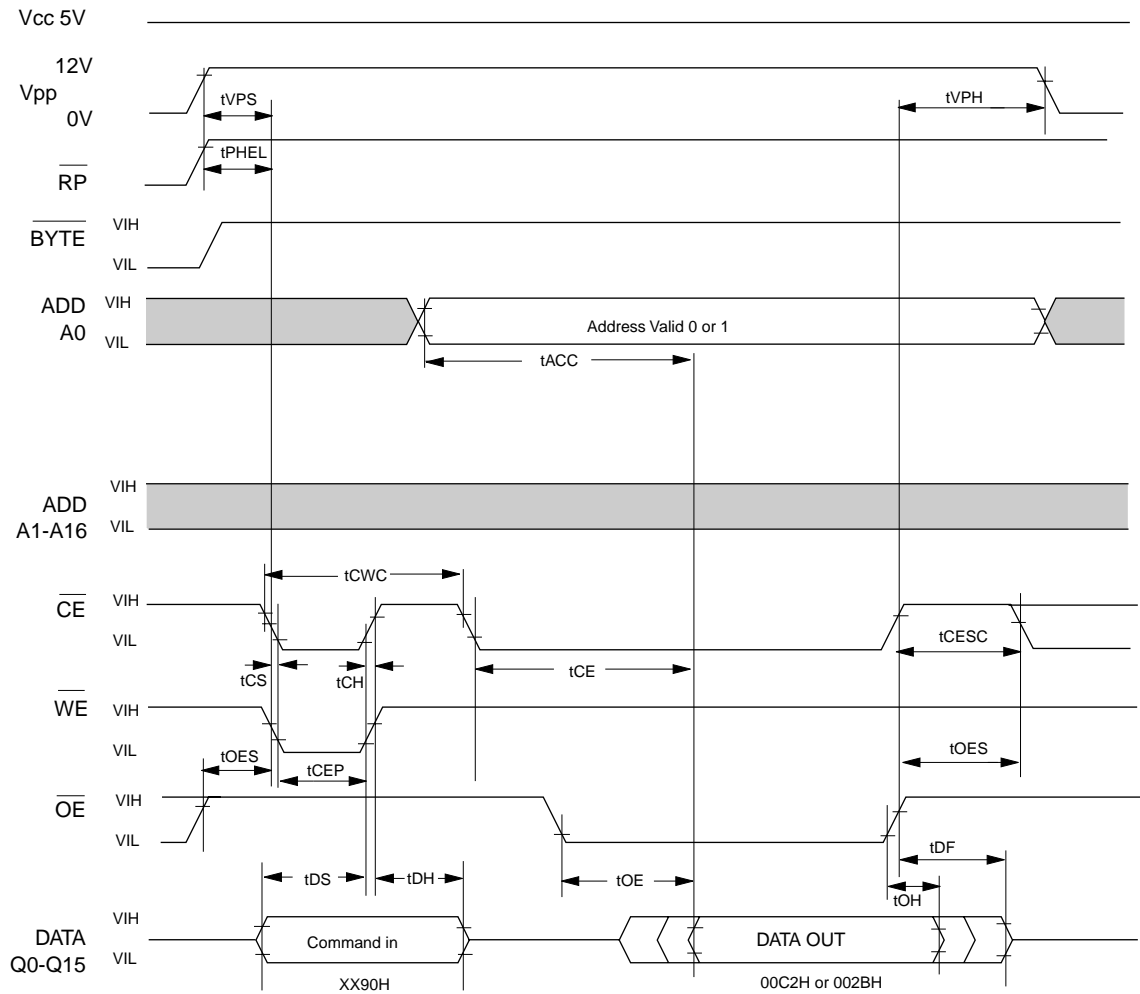 Vcc 5V
12V
Vpp
0V
tVPS
tVPH
tPHEL
RP
BYTE
VIH
VIL
ADD
A0
VIH
VIL
Address Valid 0 or 1
tACC
ADD
A1-A16
VIH
VIL
tCWC
CE
VIH
VIL
tCESC
tCS
tCH
tCE
WE
VIH
VIL
tOES
tCEP
tOES
OE
VIH
VIL
tDF
tDS
tDH
tOE
tOH
DATA
Q0-Q15
VIH
VIL
Command in
DATA OUT
XX90H
00C2H or 002BH